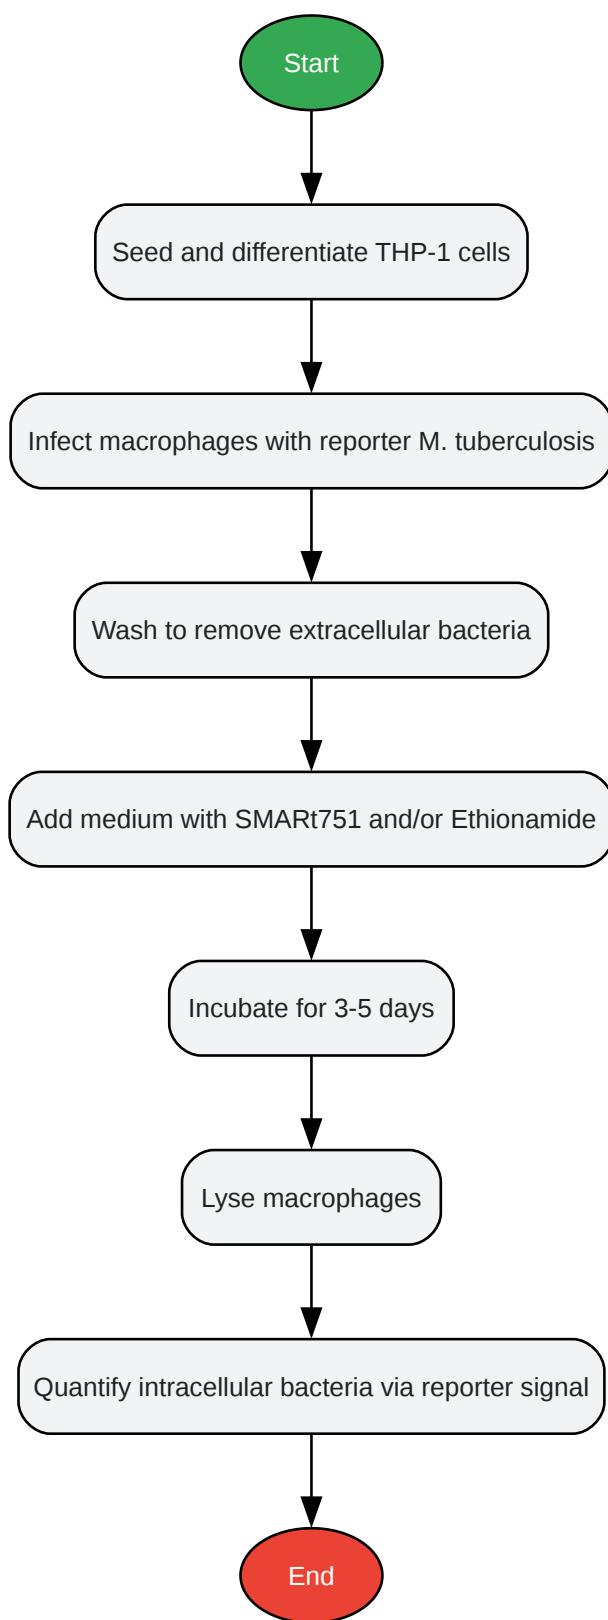 Start
Seed and differentiate THP-1 cells
Infect macrophages with reporter M. tuberculosis
Wash to remove extracellular bacteria
Add medium with SMARt751 and/or Ethionamide
Incubate for 3-5 days
Lyse macrophages
Quantify intracellular bacteria via reporter signal
End